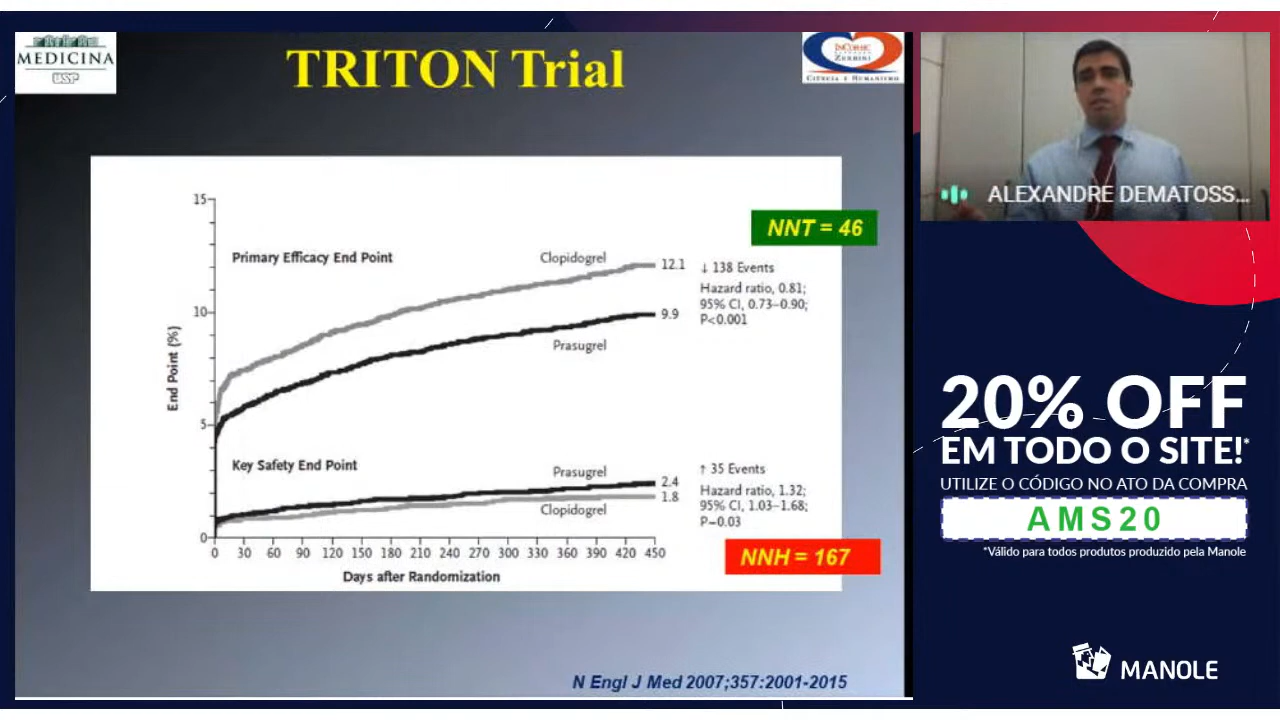 MEDICINA
USP
TRITON Trial
INCOR-HC
ZERBINI
CIÊNCIA E HUMANISMO
ALEXANDRE DEMATOSS...
End Point (%)
15
10
5
0
Primary Efficacy End Point
Clopidogrel
12.1
Prasugrel
9.9
NNT = 46
↓ 138 Events
Hazard ratio, 0.81;
95% CI, 0.73–0.90;
P<0.001
Key Safety End Point
Prasugrel
2.4
1.8
Clopidogrel
↑ 35 Events
Hazard ratio, 1.32;
95% CI, 1.03–1.68;
P=0.03
0 30 60 90 120 150 180 210 240 270 300 330 360 390 420 450
Days after Randomization
NNH = 167
N Engl J Med 2007;357:2001-2015
20% OFF
EM TODO O SITE!*
UTILIZE O CÓDIGO NO ATO DA COMPRA
AMS20
*Válido para todos produtos produzido pela Manole
MANOLE